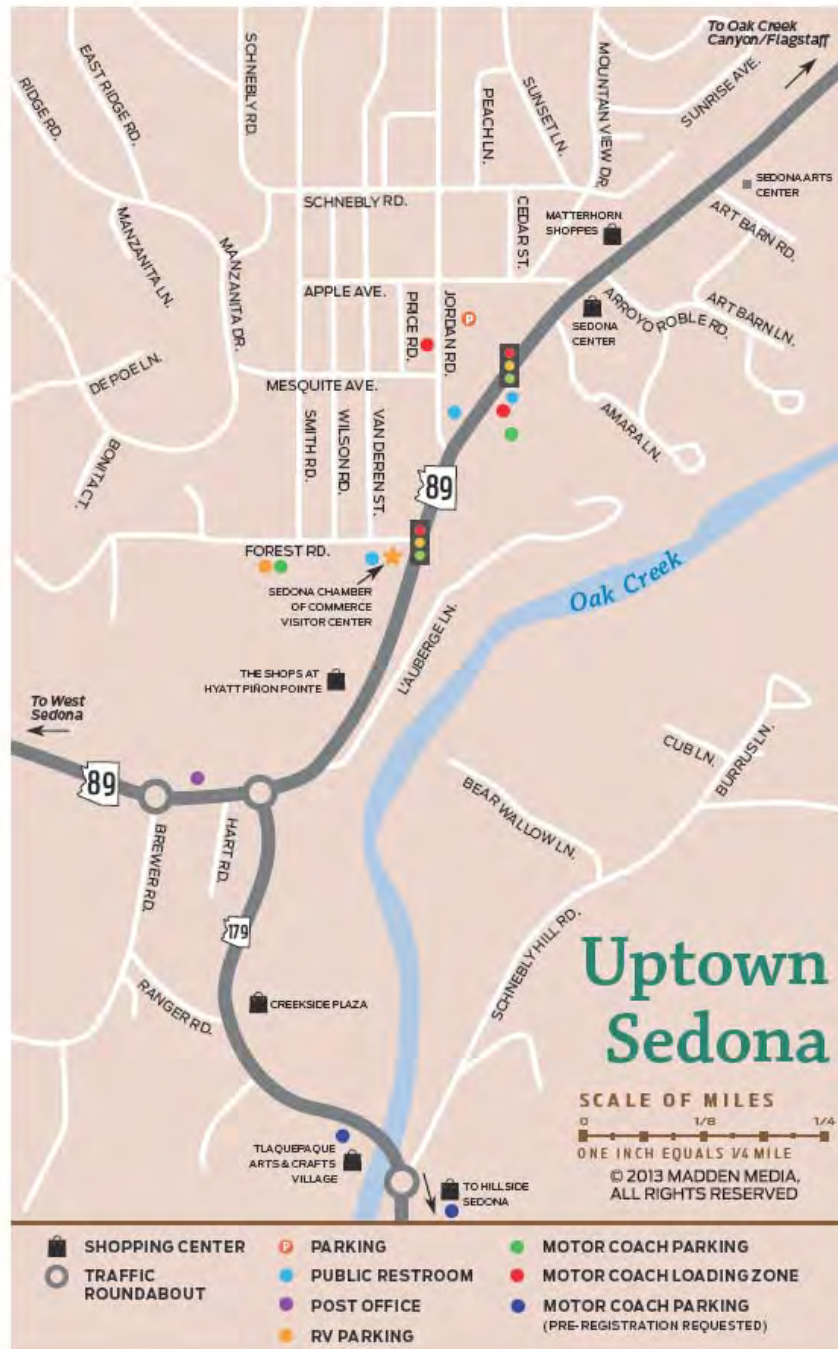 To Oak Creek
Canyon/Flagstaff
RIDGE RD.
EAST RIDGE RD.
SCHNEBLY RD.
PEACH LN.
SUNSET LN.
MOUNTAIN VIEW DR.
SUNRISE AVE.
SEDONA ARTS
CENTER
SCHNEBLY RD.
CEDAR ST.
MATTERHORN
SHOPPES
ART BARN RD.
MANZANITA LN.
MANZANITA DR.
APPLE AVE.
PRICE RD.
JORDAN RD.
P
SEDONA
CENTER
ARROYO ROBLE RD.
ART BARN LN.
DE POE LN.
MESQUITE AVE.
SMITH RD.
WILSON RD.
VAN DEREN ST.
AMARA LN.
BONITA CT.
89
FOREST RD.
SEDONA CHAMBER
OF COMMERCE
VISITOR CENTER
Oak Creek
L'AUBERGE LN.
THE SHOPS AT
HYATT PIÑON POINTE
To West
Sedona
89
CUB LN.
BURRUS LN.
BEAR WALLOW LN.
HART RD.
BREWER RD.
179
SCHNEBLY HILL RD.
RANGER RD.
CREEKSIDE PLAZA
Uptown
Sedona
SCALE OF MILES
0 1/8 1/4
ONE INCH EQUALS 1/4 MILE
© 2013 MADDEN MEDIA,
ALL RIGHTS RESERVED
TLAQUEPAQUE
ARTS & CRAFTS
VILLAGE
TO HILLSIDE
SEDONA
SHOPPING CENTER
TRAFFIC
ROUNDABOUT
P PARKING
PUBLIC RESTROOM
POST OFFICE
RV PARKING
MOTOR COACH PARKING
MOTOR COACH LOADING ZONE
MOTOR COACH PARKING
(PRE-REGISTRATION REQUESTED)